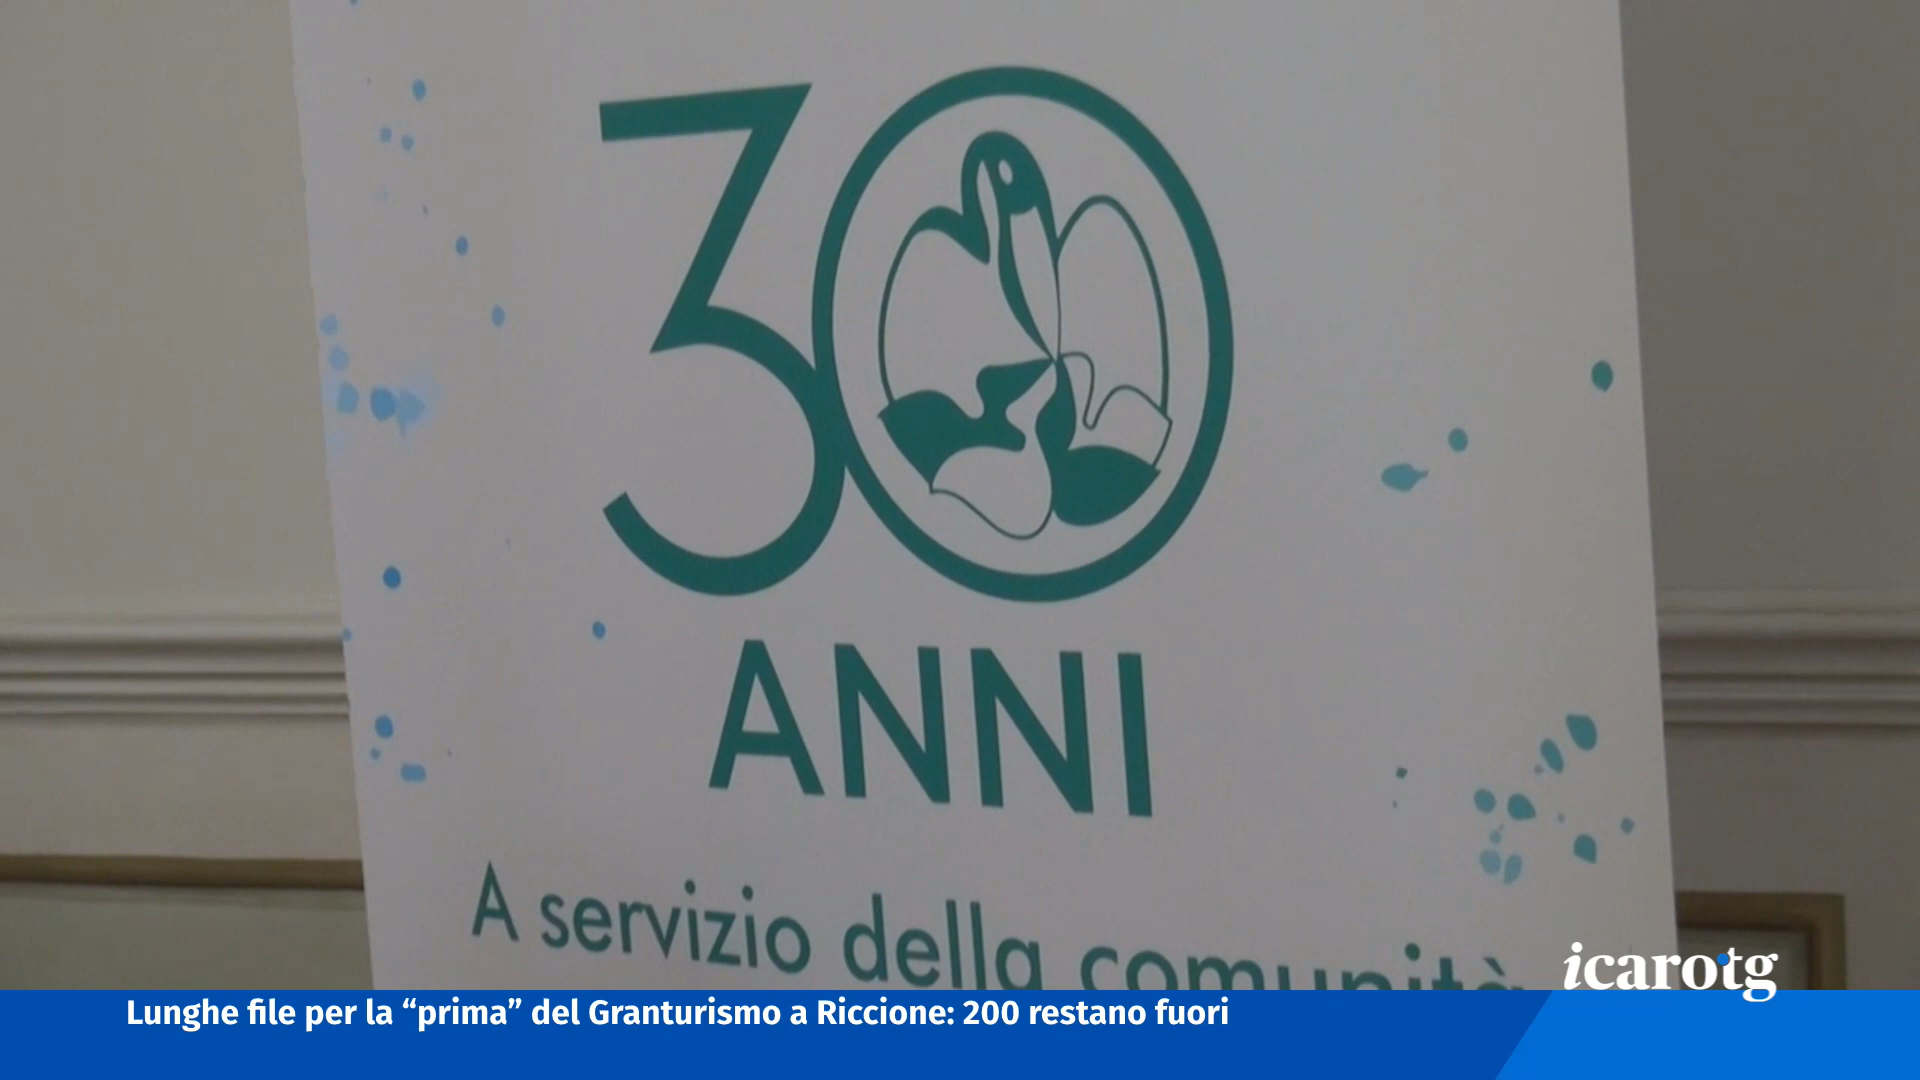 30
ANNI
A servizio della comunità
icarotg
Lunghe file per la “prima” del Granturismo a Riccione: 200 restano fuori